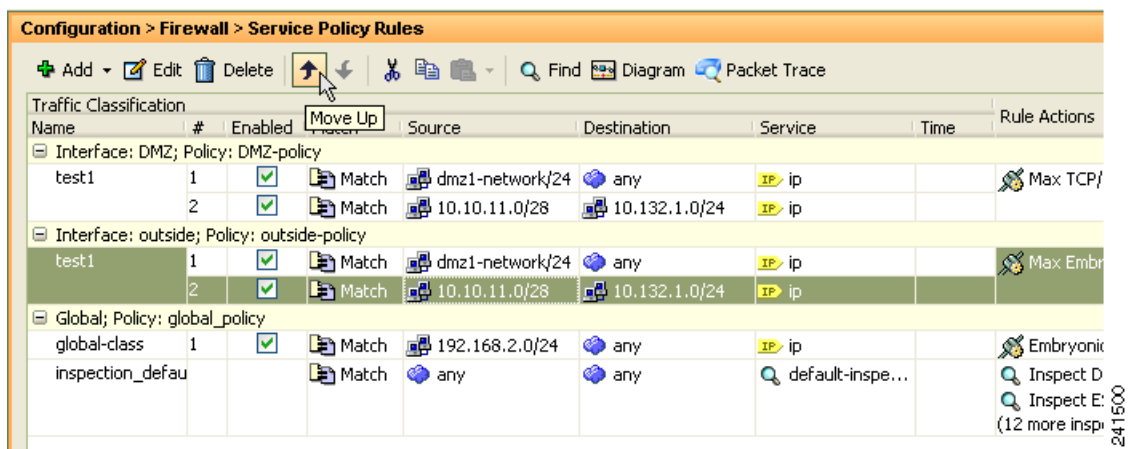 Configuration > Firewall > Service Policy Rules
Add Edit Delete Find Diagram Packet Trace
Move Up
Traffic Classification Rule Actions
Name # Enabled Source Destination Service Time
Interface: DMZ; Policy: DMZ-policy
test1 1 Match dmz1-network/24 any IP ip Max TCP/
2 Match 10.10.11.0/28 10.132.1.0/24 IP ip
Interface: outside; Policy: outside-policy
test1 1 Match dmz1-network/24 any IP ip Max Embr
2 Match 10.10.11.0/28 10.132.1.0/24 IP ip
Global; Policy: global_policy
global-class 1 Match 192.168.2.0/24 any IP ip Embryonic
inspection_defau Match any any default-inspe... Inspect D
Inspect E
(12 more insp
241500